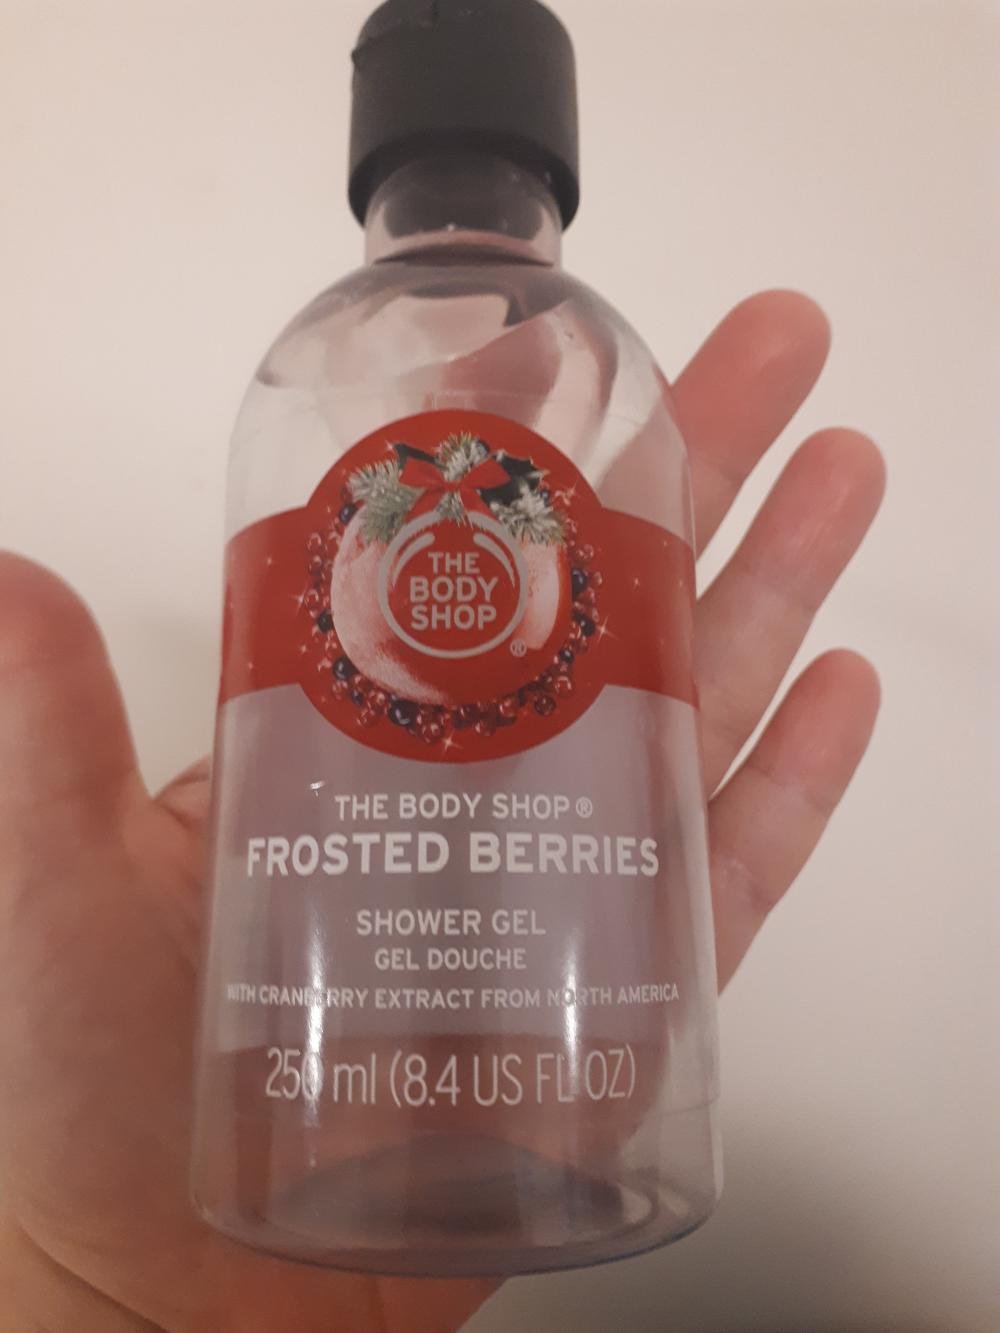 THE
BODY
SHOP
®
THE BODY SHOP®
FROSTED BERRIES
SHOWER GEL
GEL DOUCHE
WITH CRANBERRY EXTRACT FROM NORTH AMERICA
250 ml (8.4 US FL OZ)